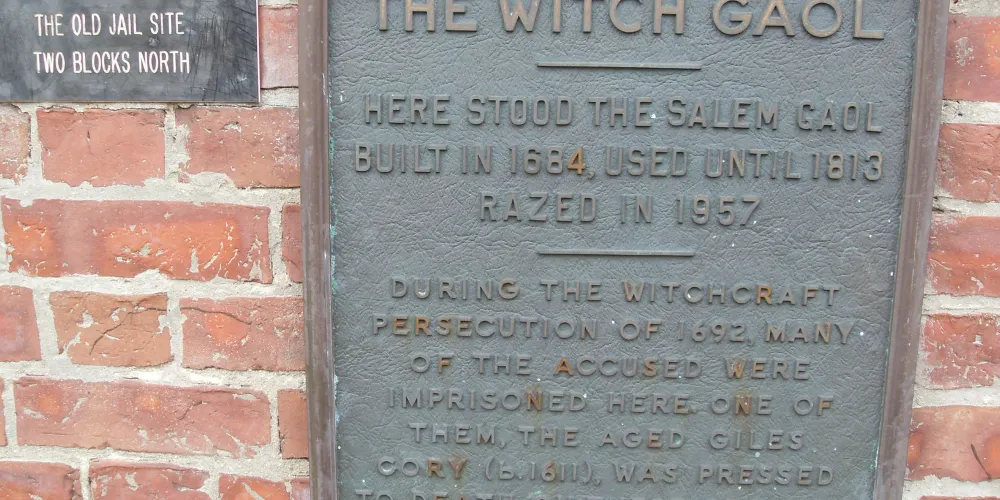 THE OLD JAIL SITE
TWO BLOCKS NORTH
THE WITCH GAOL
HERE STOOD THE SALEM GAOL
BUILT IN 1684, USED UNTIL 1813
RAZED IN 1957
DURING THE WITCHCRAFT
PERSECUTION OF 1692, MANY
OF THE ACCUSED WERE
IMPRISONED HERE. ONE OF
THEM, THE AGED GILES
CORY (b.1611), WAS PRESSED
TO DEATH